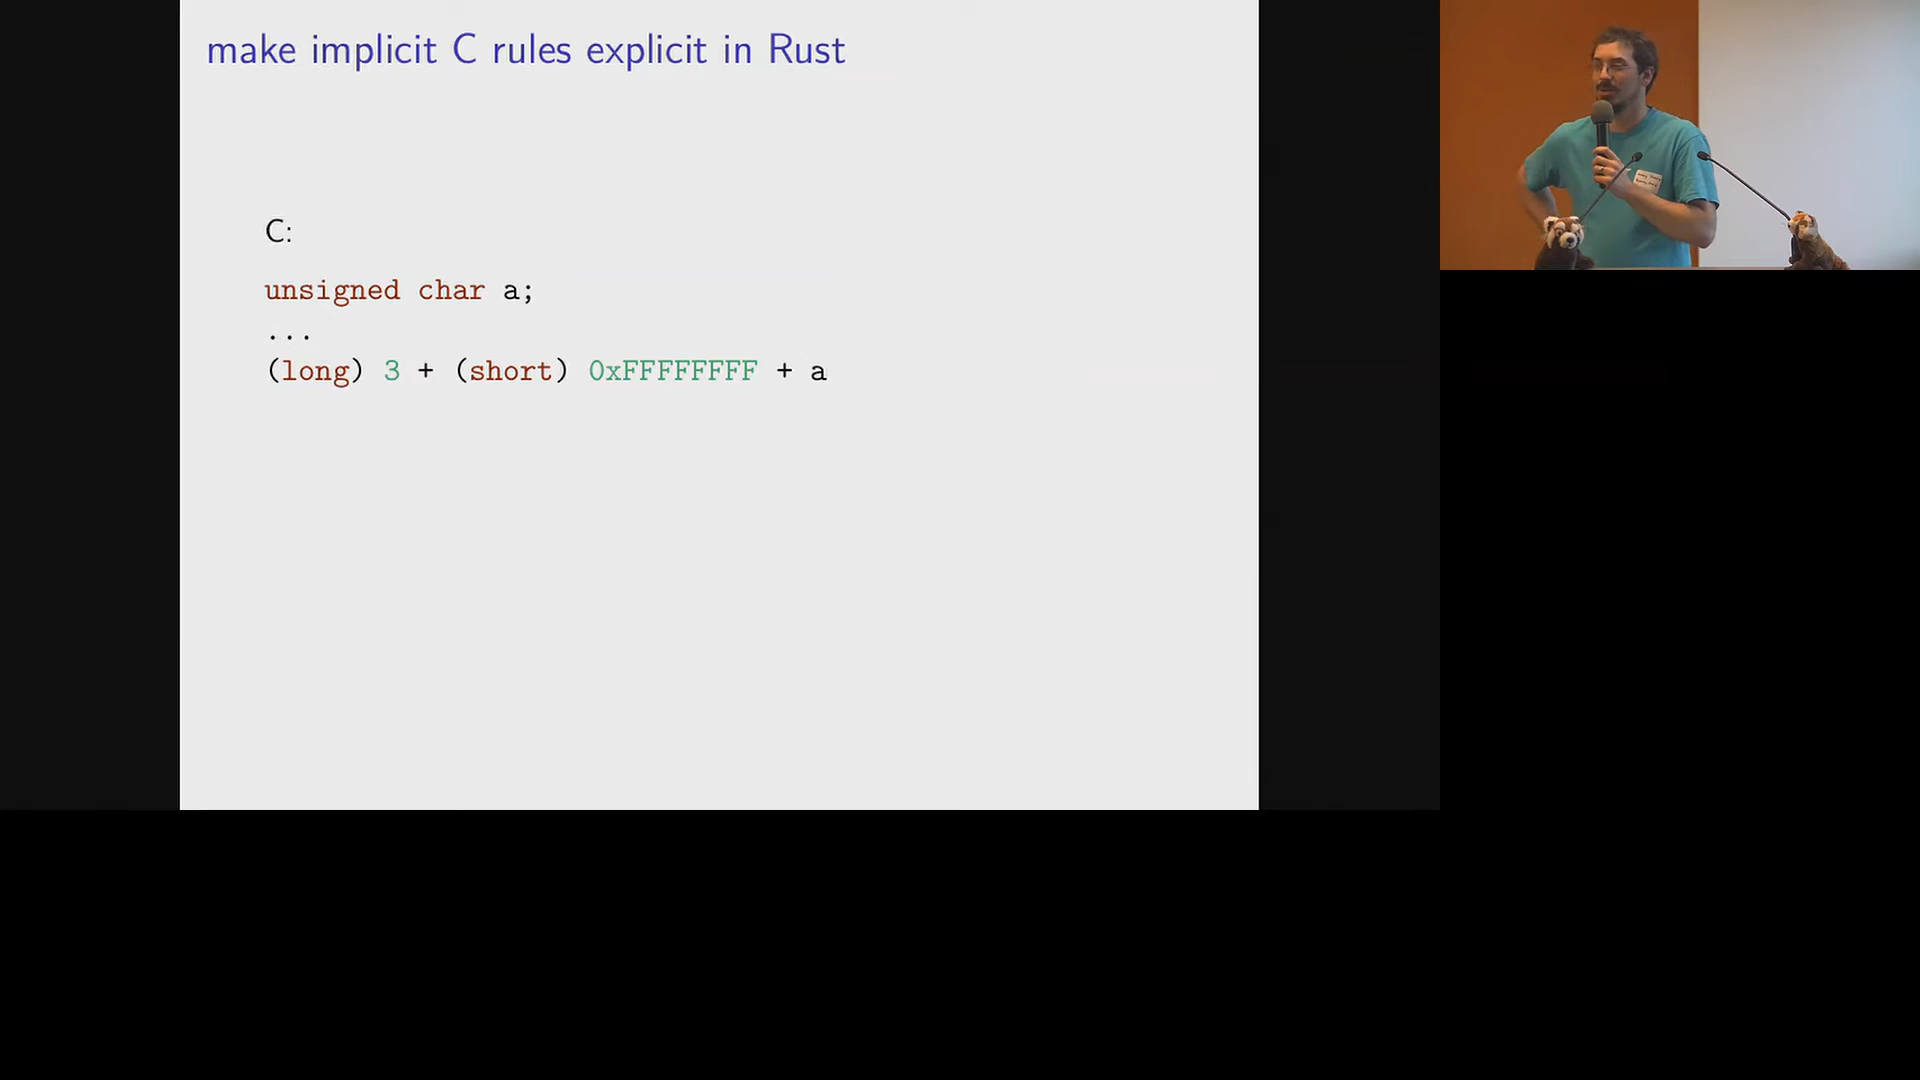 make implicit C rules explicit in Rust
C:
unsigned char a;
...
(long) 3 + (short) 0xFFFFFFFF + a